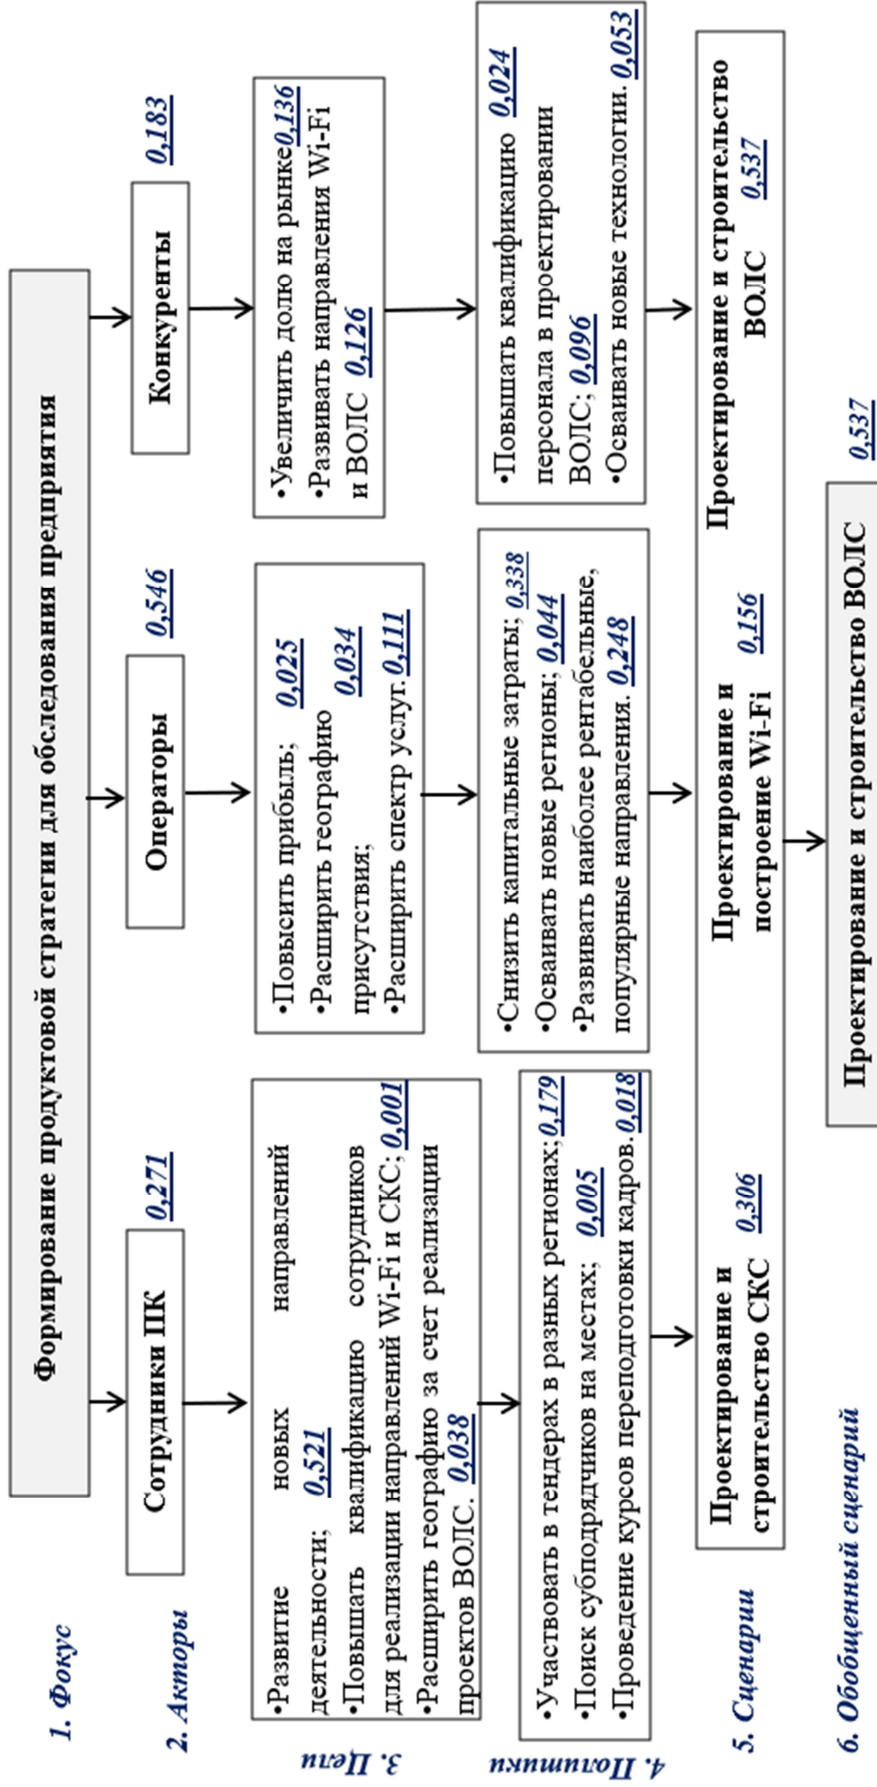 1. Фокус
Формирование продуктовой стратегии для обследования предприятия
2. Акторы
Сотрудники ПК
0,271
Операторы
0,546
Конкуренты
0,183
3. Цели
•Развитие новых направлений
деятельности; 0,521
•Повышать квалификацию сотрудников
для реализации направлений Wi-Fi и СКС; 0,001
•Расширить географию за счет реализации
проектов ВОЛС. 0,038
•Повысить прибыль; 0,025
•Расширить географию
присутствия; 0,034
•Расширить спектр услуг. 0,111
•Увеличить долю на рынке 0,136
•Развивать направления Wi-Fi
и ВОЛС 0,126
4. Политики
•Участвовать в тендерах в разных регионах; 0,179
•Поиск субподрядчиков на местах; 0,005
•Проведение курсов переподготовки кадров. 0,018
•Снизить капитальные затраты; 0,338
•Осваивать новые регионы; 0,044
•Развивать наиболее рентабельные,
популярные направления. 0,248
•Повышать квалификацию 0,024
персонала в проектировании
ВОЛС; 0,096
•Осваивать новые технологии. 0,053
5. Сценарии
Проектирование и
строительство СКС 0,306
Проектирование и
построение Wi-Fi 0,156
Проектирование и строительство
ВОЛС 0,537
6. Обобщенный сценарий
Проектирование и строительство ВОЛС
0,537